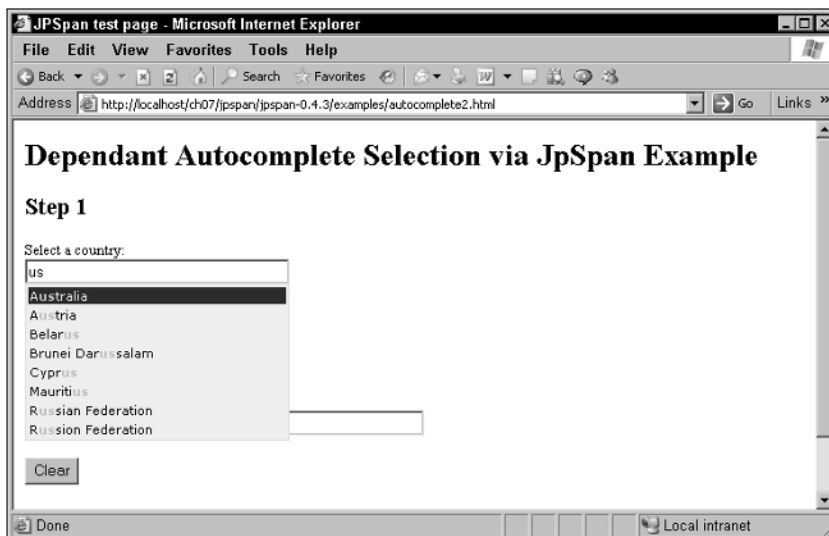 JPSpan test page - Microsoft Internet Explorer
File Edit View Favorites Tools Help
Back Search Favorites
Address http://localhost/ch07/jpspan/jpspan-0.4.3/examples/autocomplete2.html Go Links »
Dependant Autocomplete Selection via JpSpan Example
Step 1
Select a country:
us
Australia
Austria
Belarus
Brunei Darussalam
Cyprus
Mauritius
Russian Federation
Russion Federation
Clear
Done Local intranet